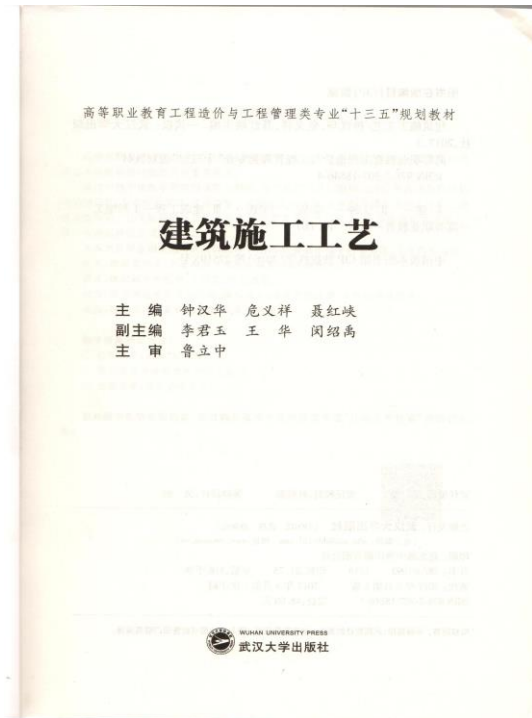 高等职业教育工程造价与工程管理类专业“十三五”规划教材
建筑施工工艺
主 编 钟汉华 危义祥 聂红峡
副主编 李君玉 王 华 闵绍禹
主 审 鲁立中
WUHAN UNIVERSITY PRESS
武汉大学出版社